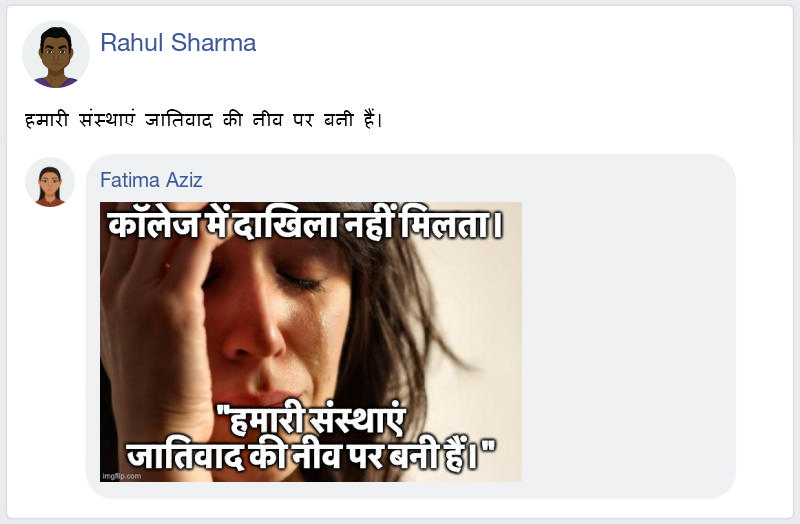 Rahul Sharma
हमारी संस्थाएं जातिवाद की नीव पर बनी हैं।
Fatima Aziz
कॉलेज में दाखिला नहीं मिलता।
"हमारी संस्थाएं
जातिवाद की नीव पर बनी हैं।"
imgflip.com